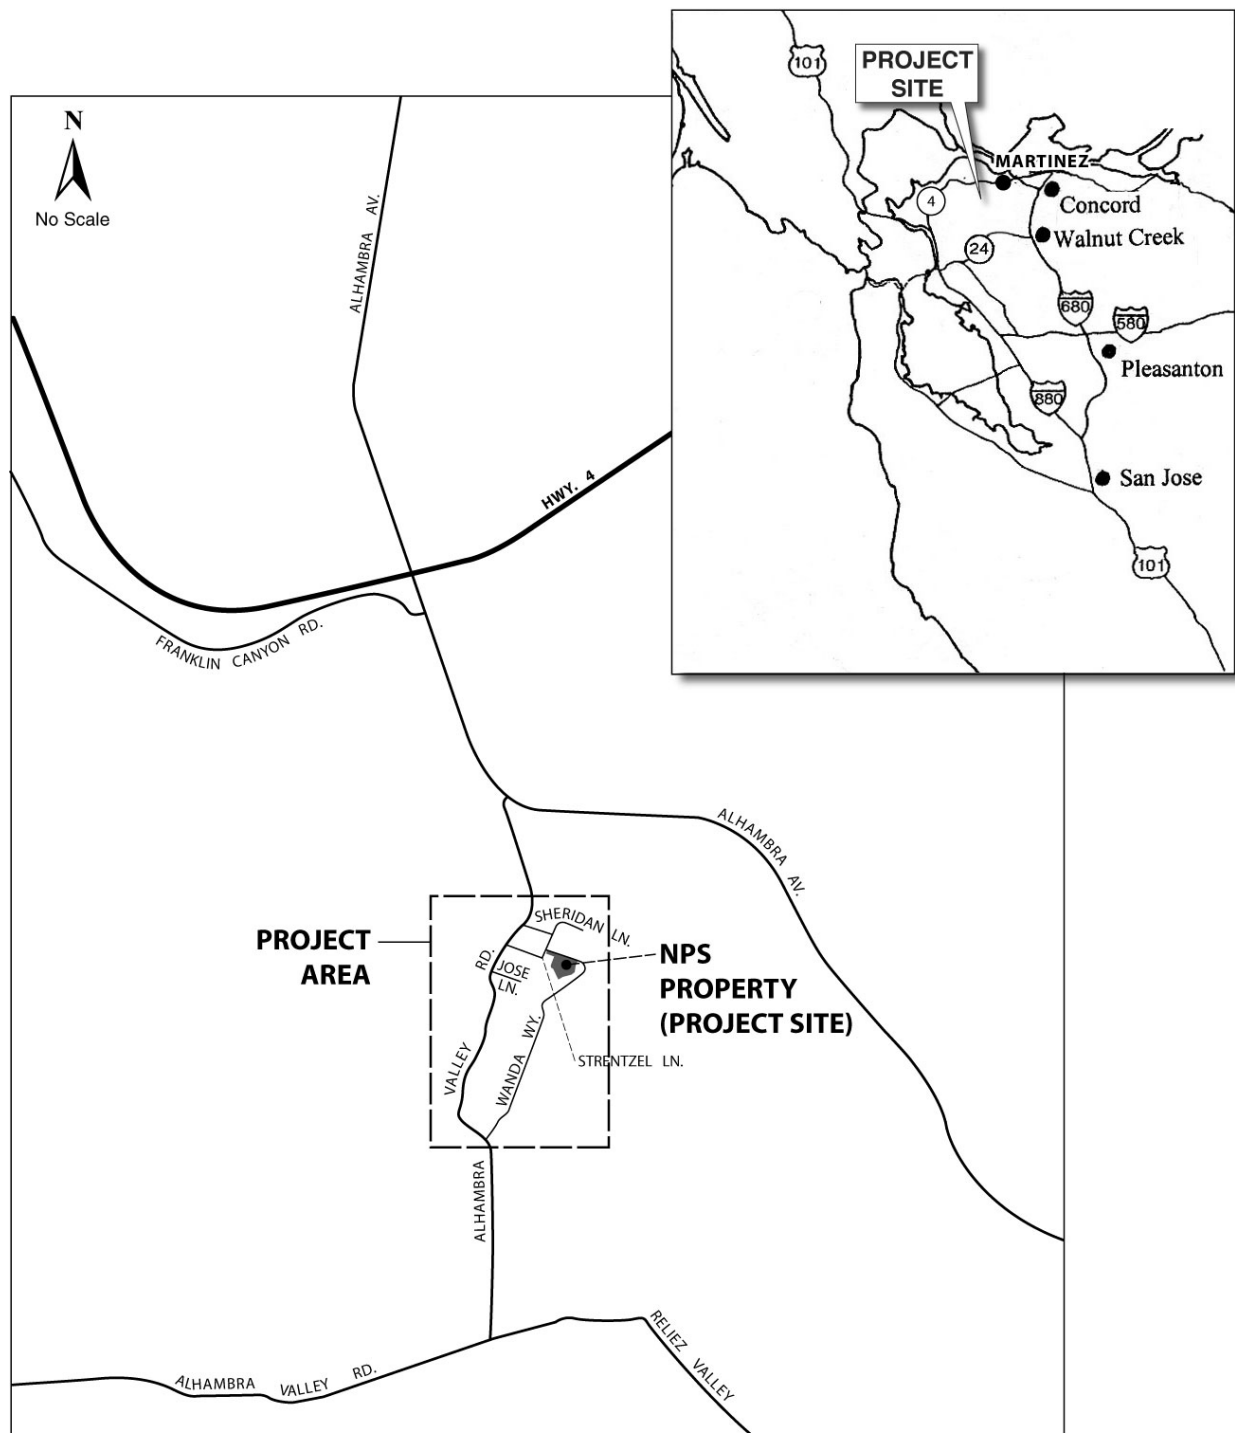 N
No Scale
ALHAMBRA AV.
HWY. 4
FRANKLIN CANYON RD.
101
PROJECT
SITE
MARTINEZ
4
Concord
Walnut Creek
24
680
580
Pleasanton
880
San Jose
101
ALHAMBRA AV.
PROJECT
AREA
SHERIDAN LN.
RD.
JOSE
LN.
NPS
PROPERTY
(PROJECT SITE)
STRENTZEL LN.
WANDA WY.
VALLEY
ALHAMBRA
RELIEZ VALLEY
ALHAMBRA VALLEY RD.